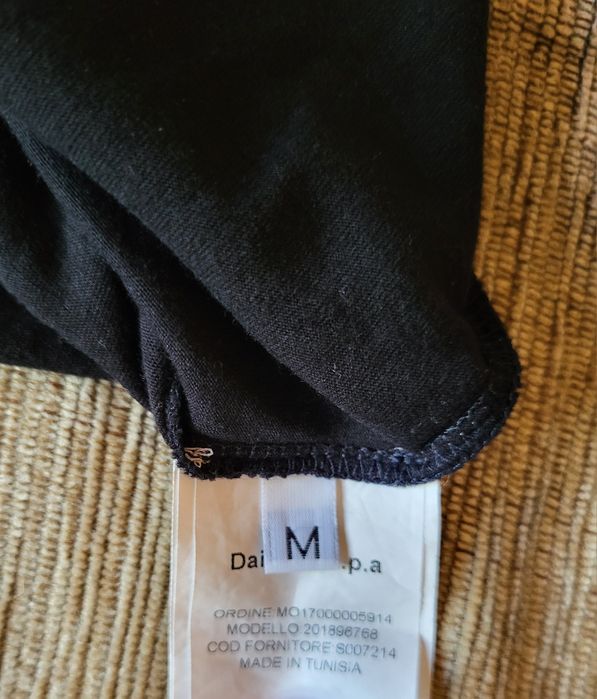 M
Dai .p.a
ORDINE MO17000005914
MODELLO 201896768
COD FORNITORE S007214
MADE IN TUNISIA